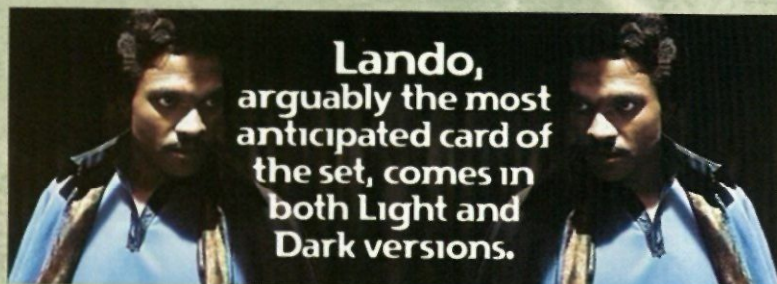 Lando,
arguably the most
anticipated card of
the set, comes in
both Light and
Dark versions.